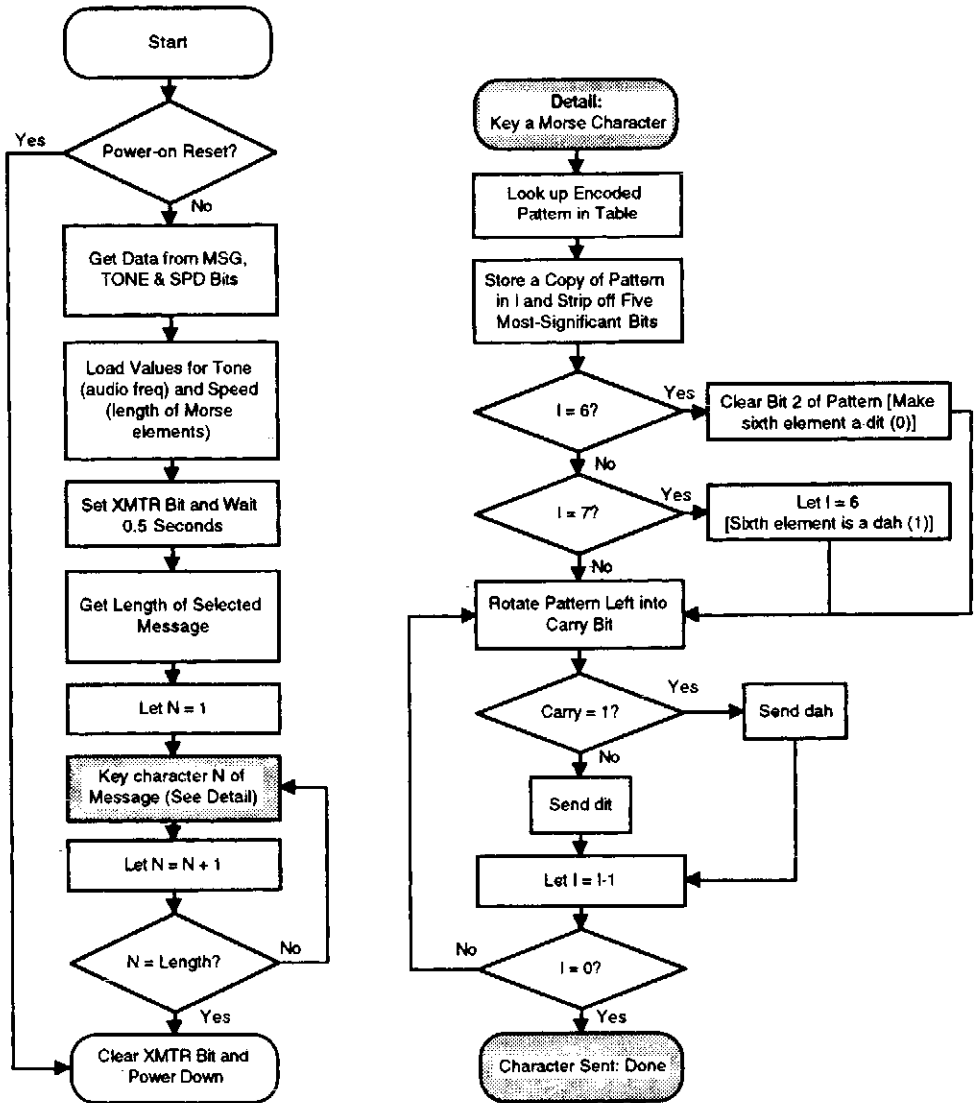 Start
Power-on Reset?
Yes
No
Get Data from MSG,
TONE & SPD Bits
Load Values for Tone
(audio freq) and Speed
(length of Morse
elements)
Set XMTR Bit and Wait
0.5 Seconds
Get Length of Selected
Message
Let N = 1
Key character N of
Message (See Detail)
Let N = N + 1
N = Length?
No
Yes
Clear XMTR Bit and
Power Down
Detail:
Key a Morse Character
Look up Encoded
Pattern in Table
Store a Copy of Pattern
in I and Strip off Five
Most-Significant Bits
I = 6?
Yes
Clear Bit 2 of Pattern [Make
sixth element a dit (0)]
No
I = 7?
Yes
Let I = 6
[Sixth element is a dah (1)]
No
Rotate Pattern Left into
Carry Bit
Carry = 1?
Yes
Send dah
No
Send dit
Let I = I-1
I = 0?
No
Yes
Character Sent: Done